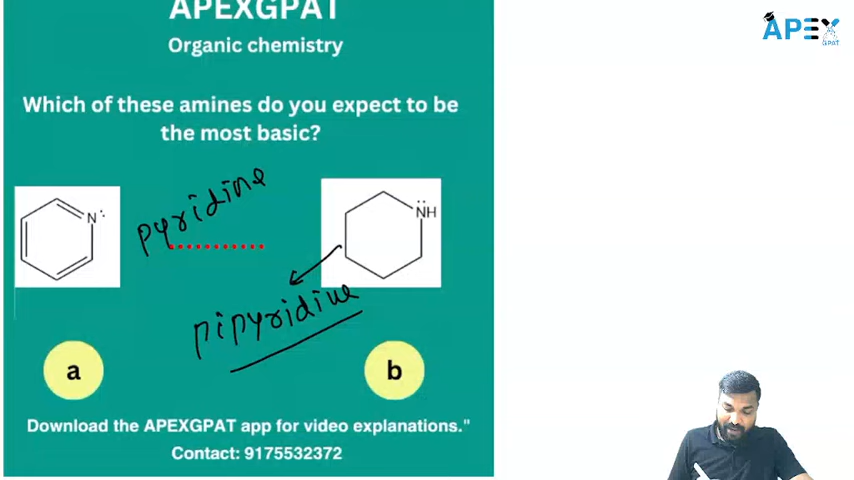 APEXGPAT
Organic chemistry
APEX
GPAT
Which of these amines do you expect to be
the most basic?
pyridine
N:
NH
pipyridine
a
b
Download the APEXGPAT app for video explanations."
Contact: 9175532372